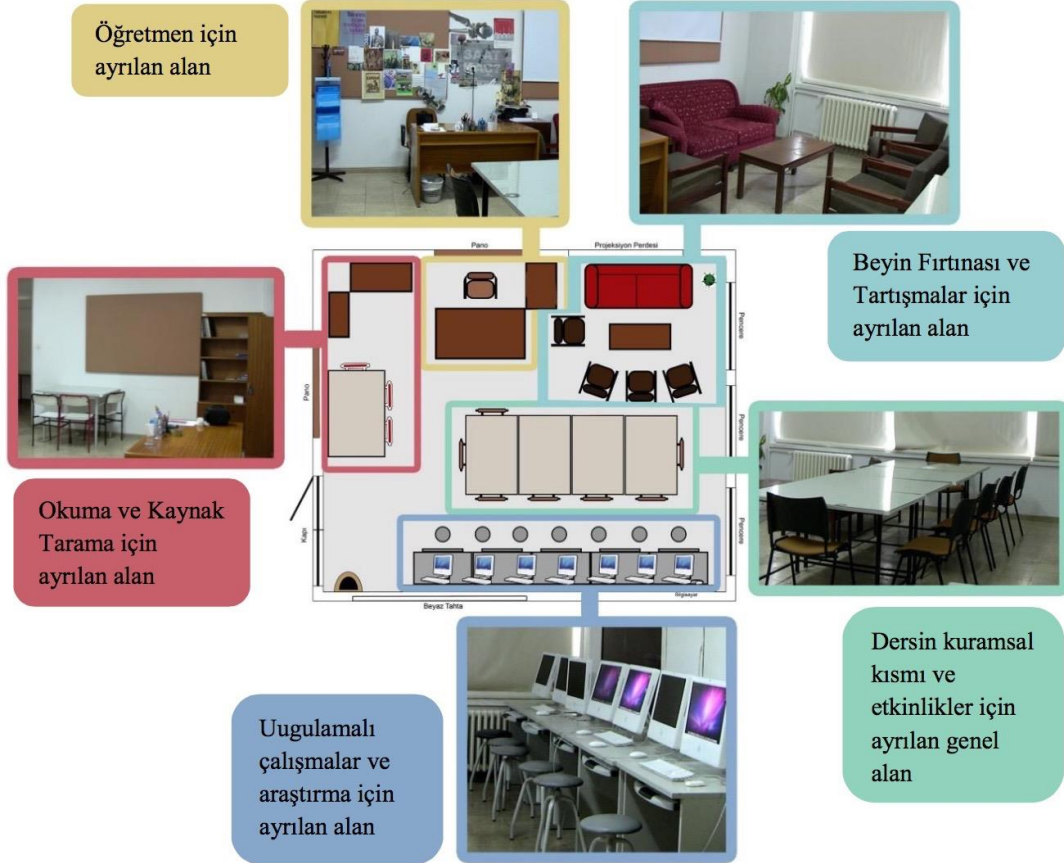 Öğretmen için
ayrılan alan
Beyin Fırtınası ve
Tartışmalar için
ayrılan alan
Pano
Projeksiyon Perdesi
Pencere
Pano
Pencere
Okuma ve Kaynak
Tarama için
ayrılan alan
Kapı
Pencere
Bilgisayar
Beyaz Tahta
Dersin kuramsal
kısmı ve
etkinlikler için
ayrılan genel
alan
Uugulamalı
çalışmalar ve
araştırma için
ayrılan alan